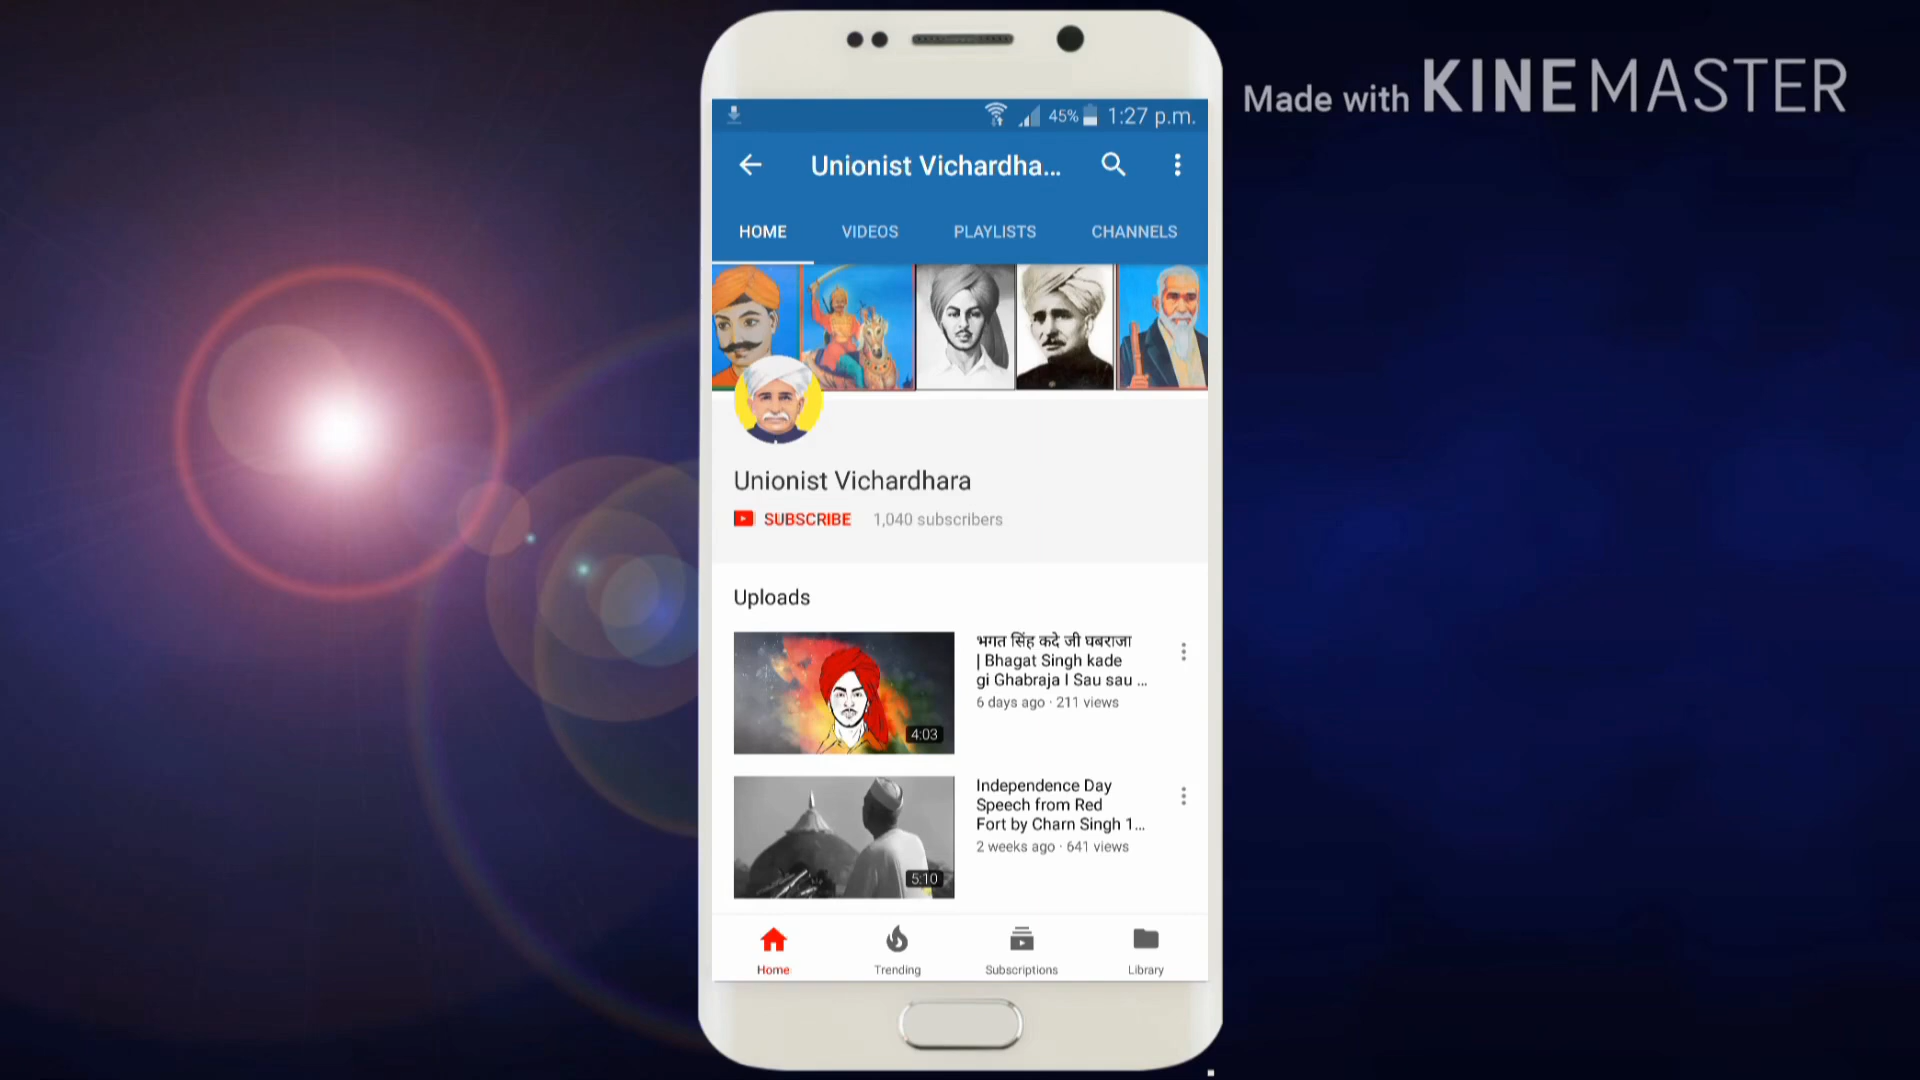 Made with KINEMASTER
45% 1:27 p.m.
Unionist Vichardha...
HOME VIDEOS PLAYLISTS CHANNELS
Unionist Vichardhara
SUBSCRIBE 1,040 subscribers
Uploads
भगत सिंह कदे जी घबराजा
| Bhagat Singh kade
gi Ghabraja I Sau sau ...
6 days ago · 211 views
4:03
Independence Day
Speech from Red
Fort by Charn Singh 1...
2 weeks ago · 641 views
5:10
Home Trending Subscriptions Library